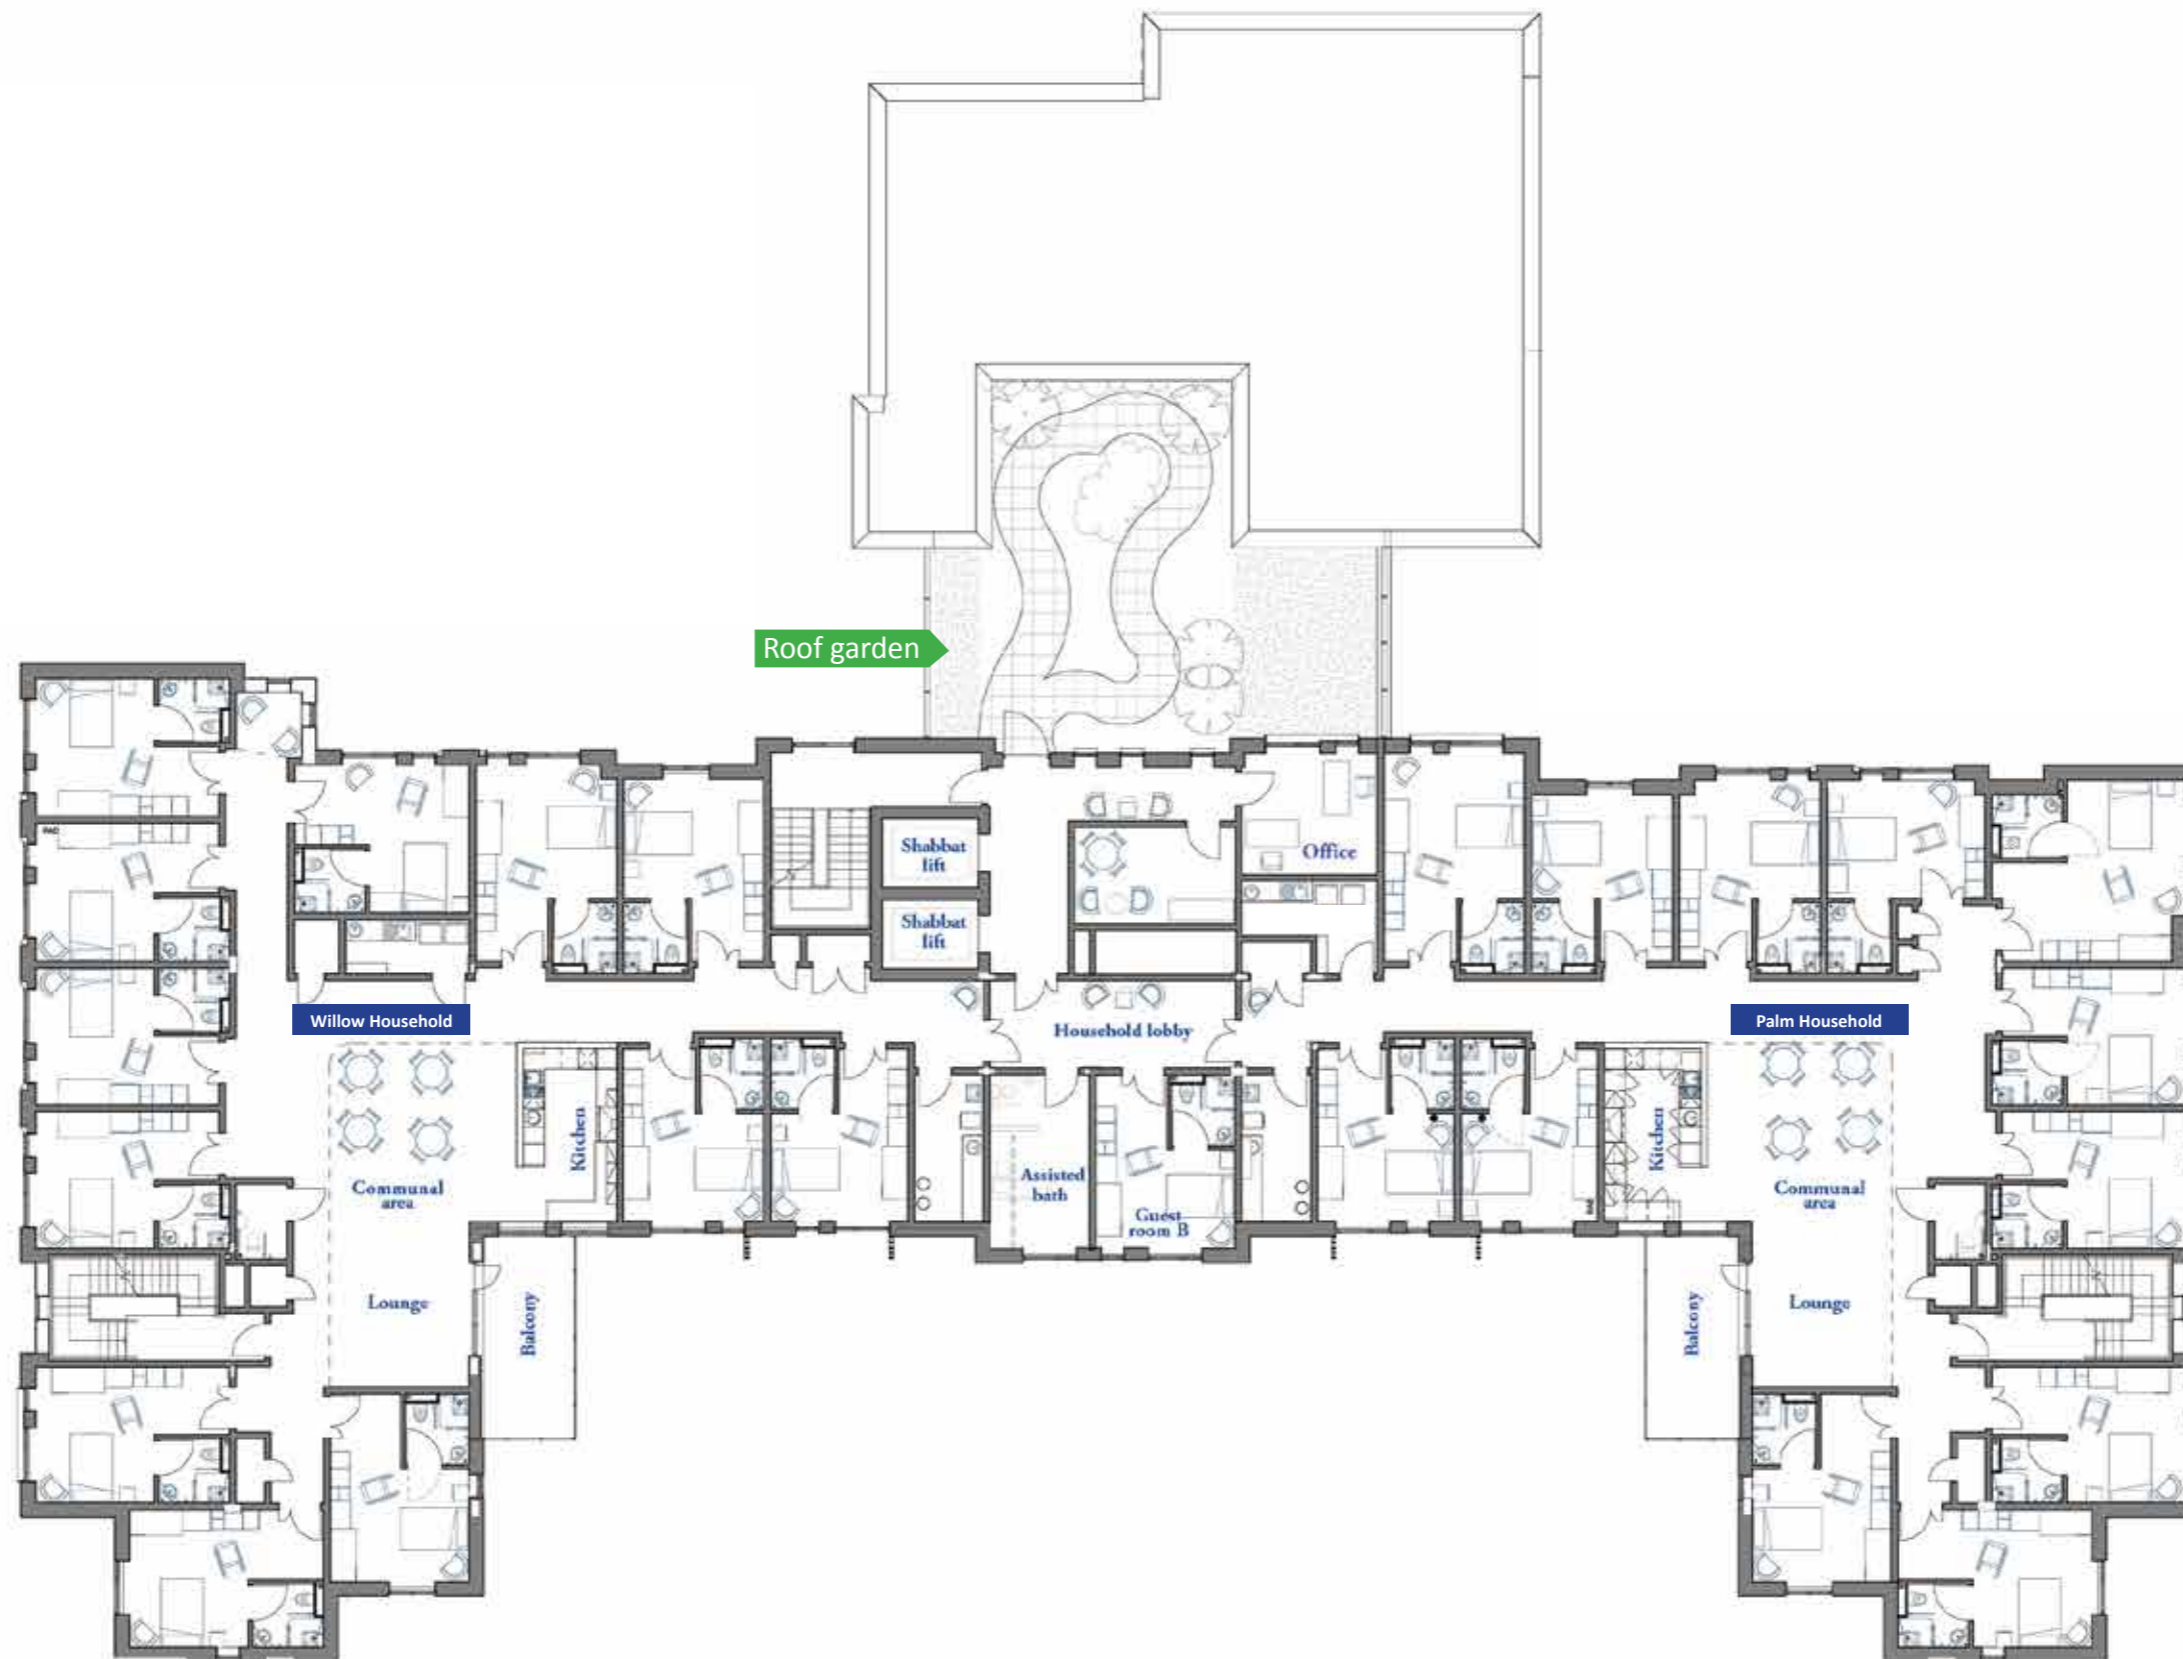 Roof garden
Shabbat
lift
Office
Shabbat
lift
Willow Household
Household lobby
Palm Household
Kitchen
Kitchen
Communal
area
Assisted
bath
Guest
room B
Communal
area
Lounge
Balcony
Balcony
Lounge